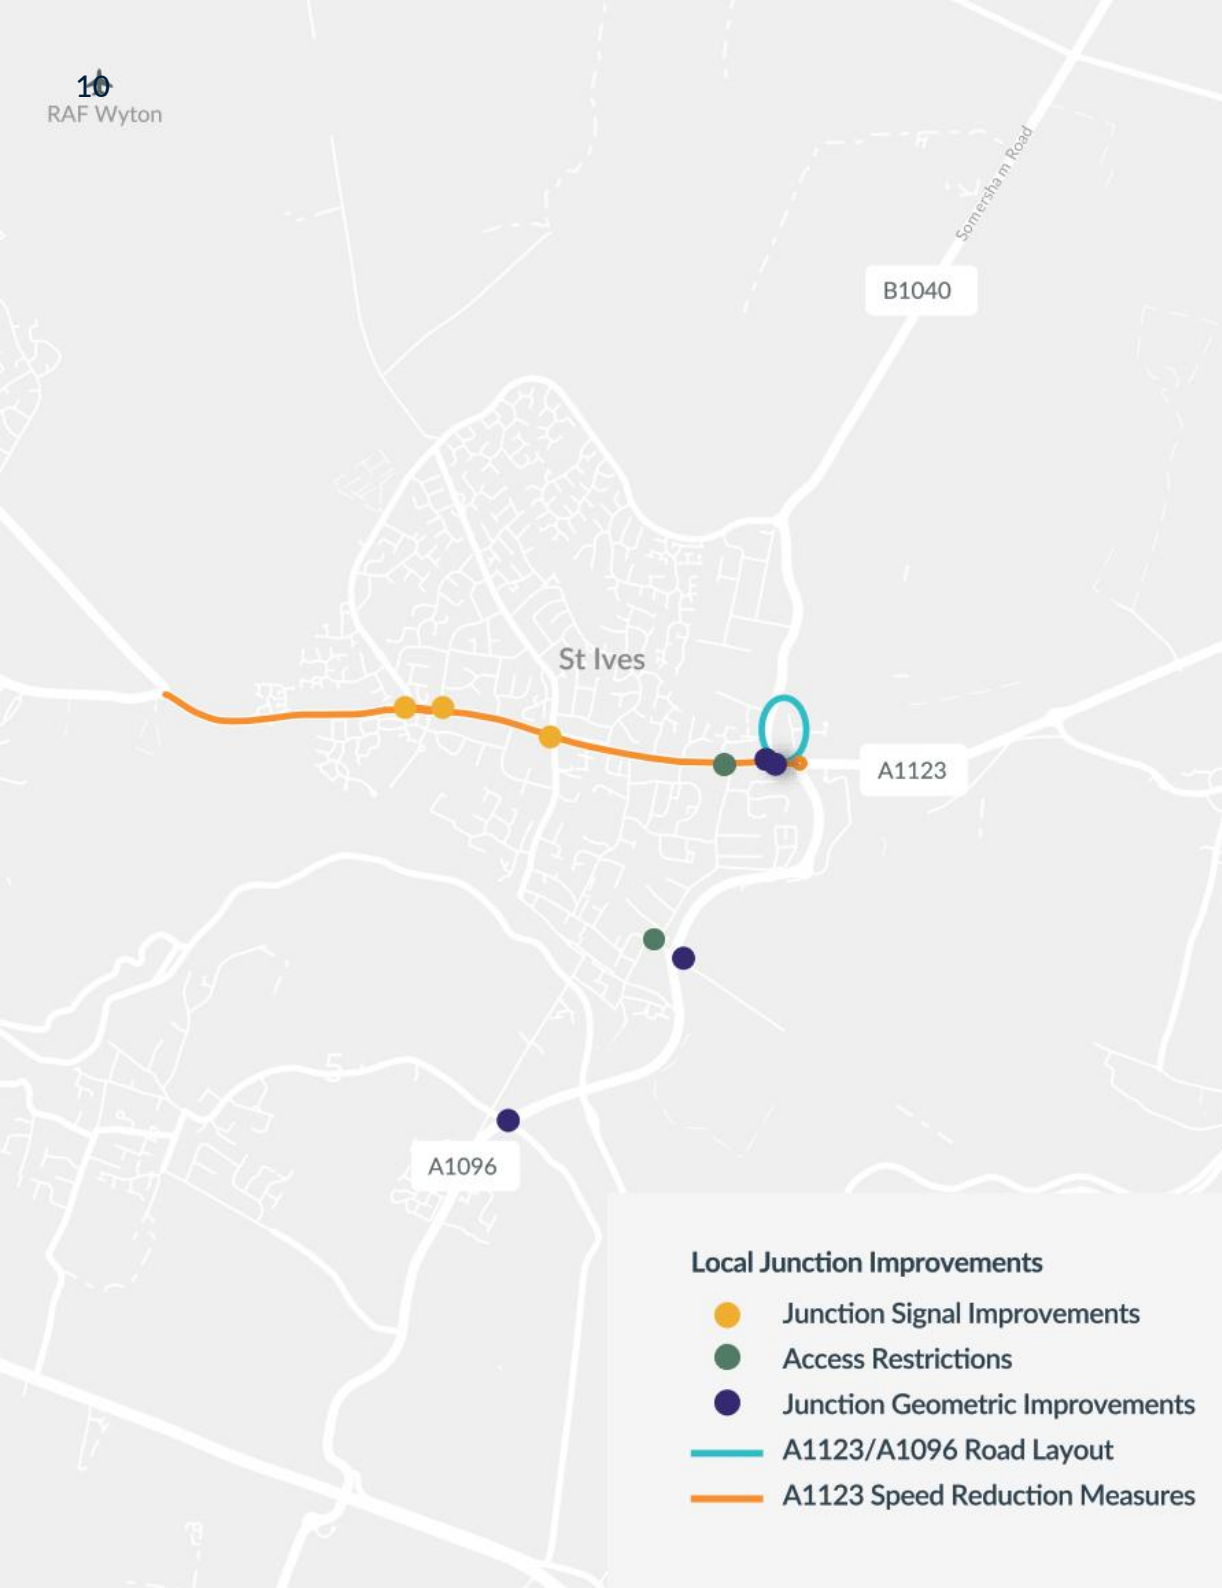 10
RAF Wyton
Somersham Road
B1040
St Ives
A1123
A1096
Local Junction Improvements
Junction Signal Improvements
Access Restrictions
Junction Geometric Improvements
A1123/A1096 Road Layout
A1123 Speed Reduction Measures